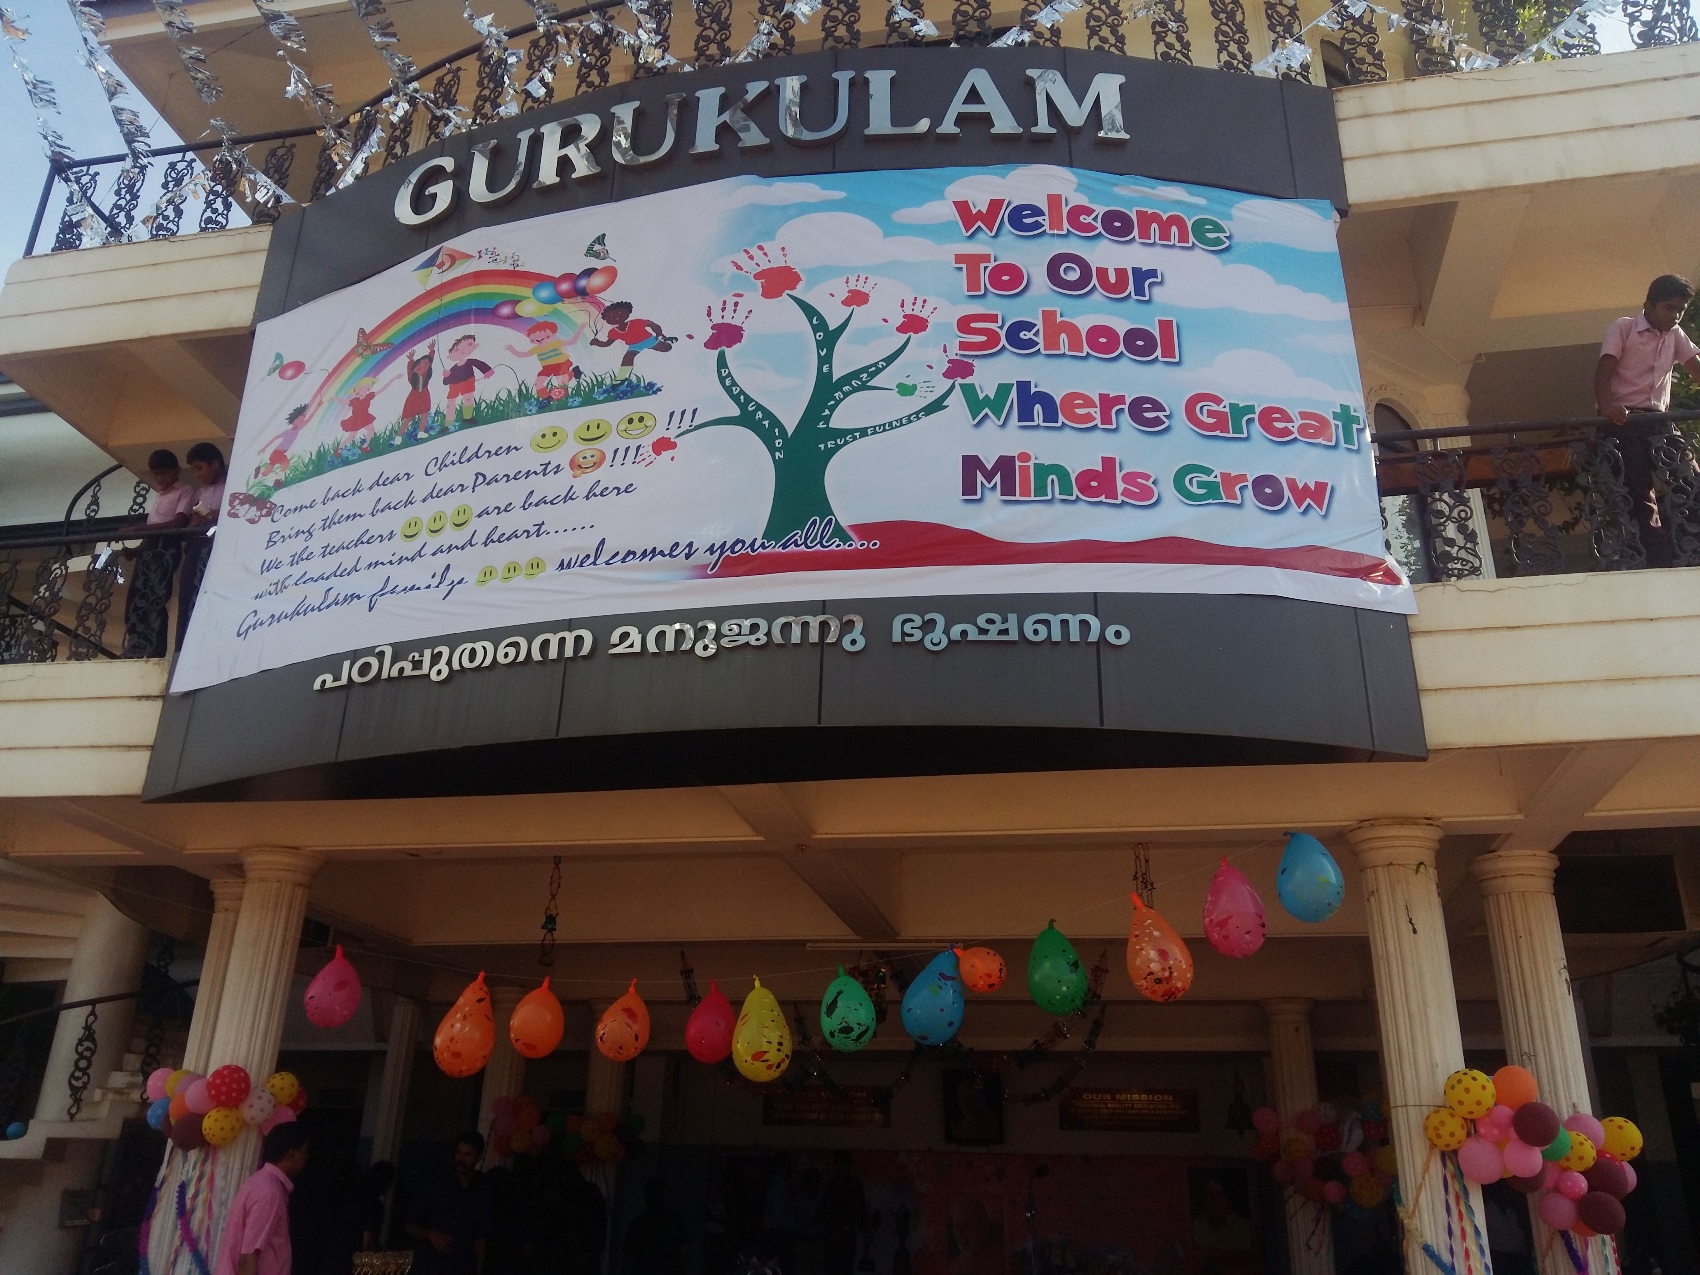 GURUKULAM
Welcome
To Our
School
Where Great
Minds Grow
DEDICATION
LOVE
TRUST FULNESS
Come back dear Children !!!
Bring them back dear Parents !!!
We the teachers are back here
with loaded mind and heart......
Gurukulam family welcomes you all....
പഠിപ്പുതന്നെ മനുജന്നു ഭൂഷണം
OUR MISSION